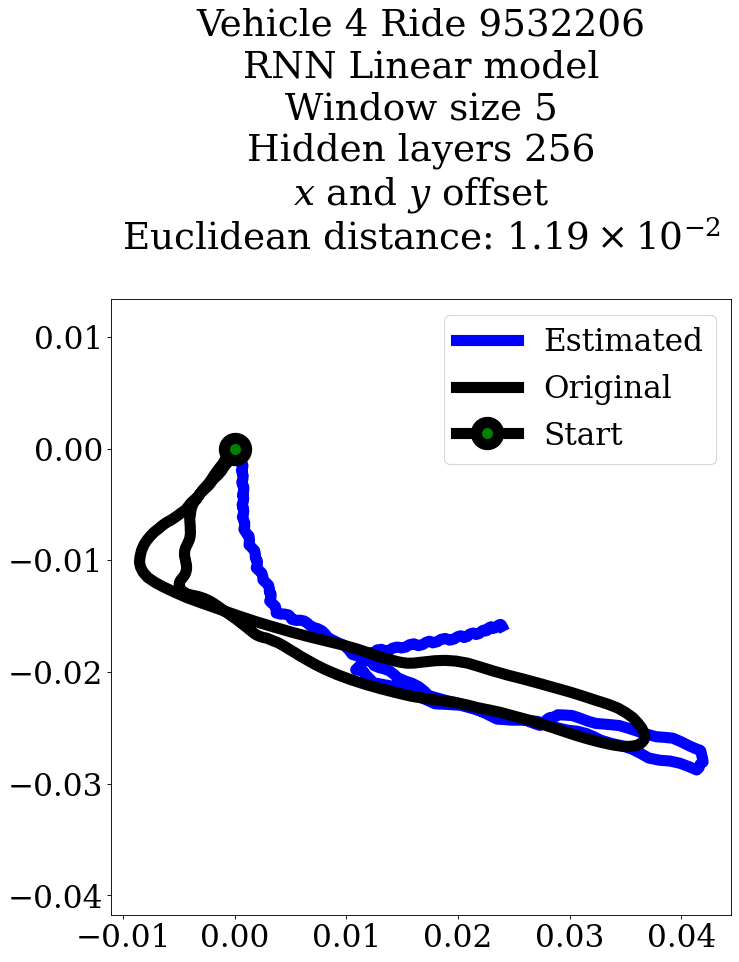 Vehicle 4 Ride 9532206
RNN Linear model
Window size 5
Hidden layers 256
x and y offset
Euclidean distance: 1.19 × 10⁻²
Estimated
Original
Start
0.01
0.00
−0.01
−0.02
−0.03
−0.04
−0.01 0.00 0.01 0.02 0.03 0.04